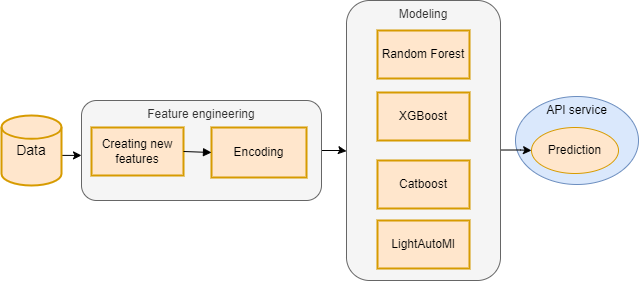 Modeling
Random Forest
XGBoost
Catboost
LightAutoMl
Feature engineering
Data
Creating new
features
Encoding
API service
Prediction